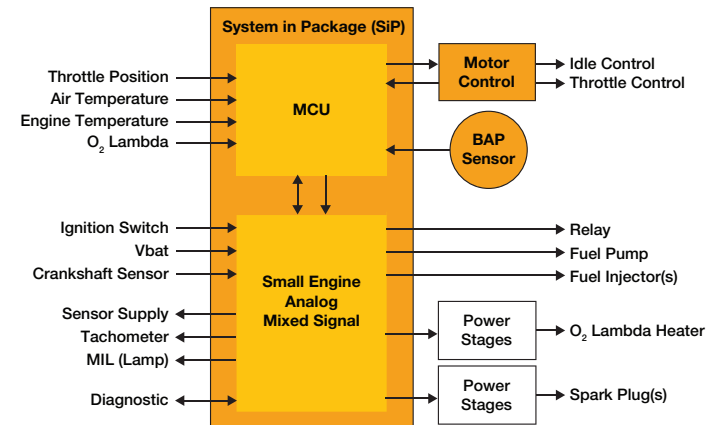 System in Package (SiP)
Throttle Position
Air Temperature
Engine Temperature
O₂ Lambda
MCU
Motor
Control
Idle Control
Throttle Control
BAP
Sensor
Ignition Switch
Vbat
Crankshaft Sensor
Sensor Supply
Tachometer
MIL (Lamp)
Diagnostic
Small Engine
Analog
Mixed Signal
Relay
Fuel Pump
Fuel Injector(s)
Power
Stages
O₂ Lambda Heater
Power
Stages
Spark Plug(s)